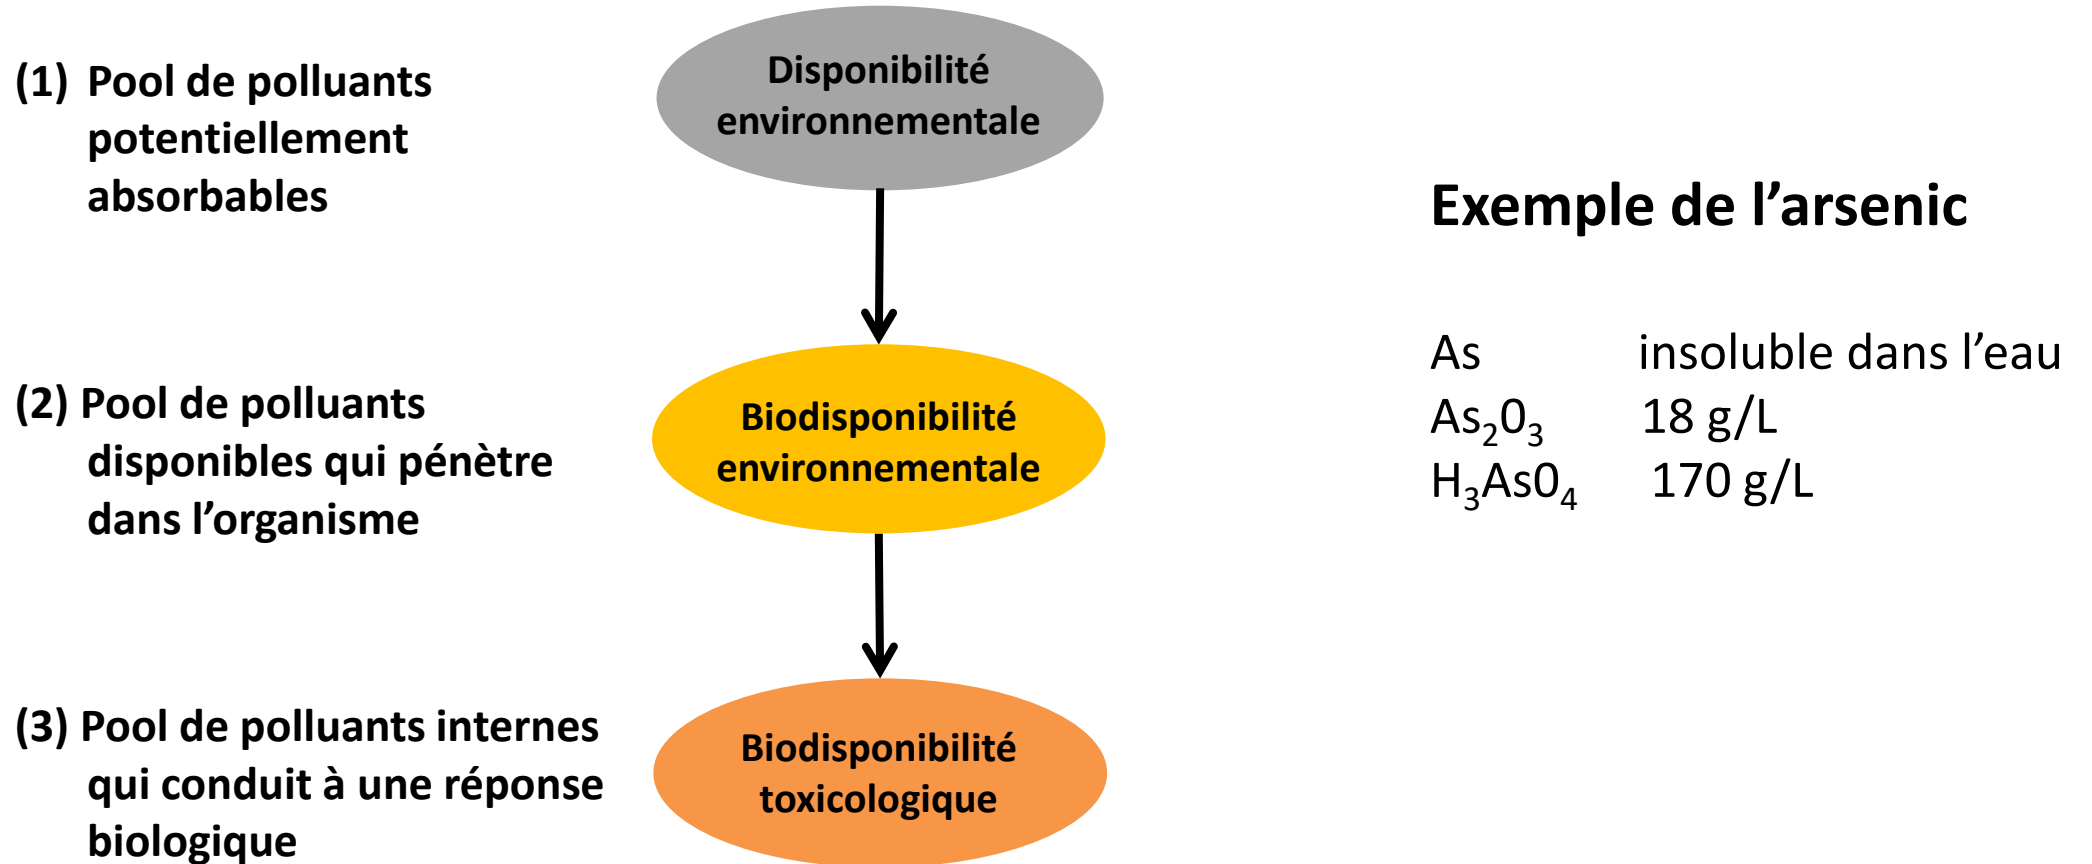 (1) Pool de polluants
potentiellement
absorbables
Disponibilité
environnementale
(2) Pool de polluants
disponibles qui pénètre
dans l’organisme
Biodisponibilité
environnementale
(3) Pool de polluants internes
qui conduit à une réponse
biologique
Biodisponibilité
toxicologique
Exemple de l’arsenic
As insoluble dans l’eau
As₂0₃ 18 g/L
H₃As0₄ 170 g/L